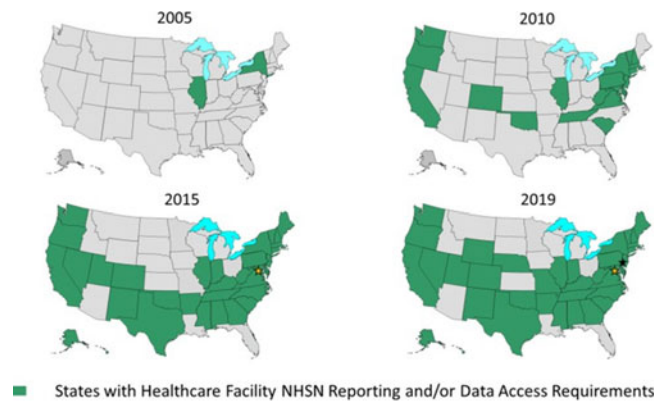 2005
2010
2015
2019
States with Healthcare Facility NHSN Reporting and/or Data Access Requirements